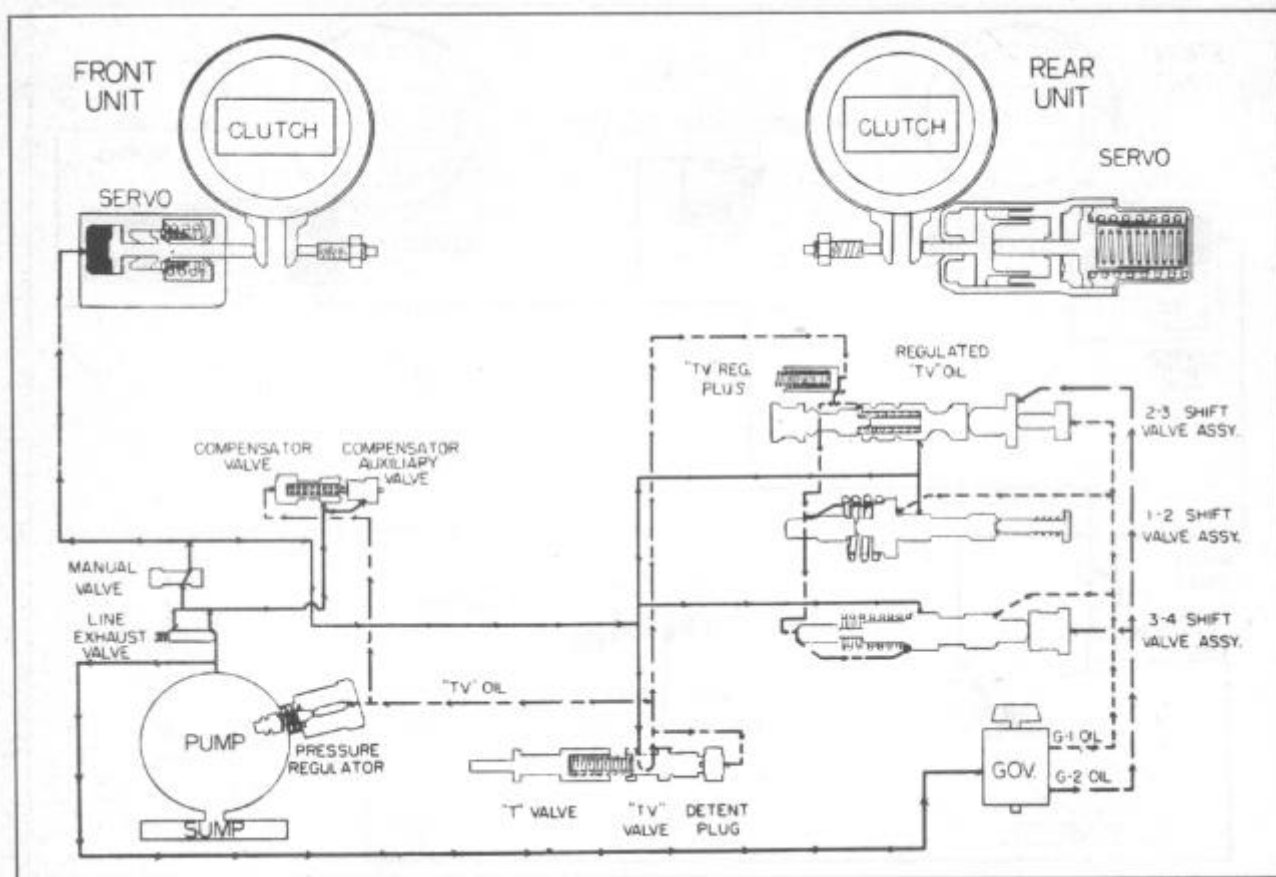 FRONT
UNIT
CLUTCH
SERVO
REAR
UNIT
CLUTCH
SERVO
"TV" REG.
PLUS
REGULATED
"TV" OIL
2-3 SHIFT
VALVE ASSY.
COMPENSATOR
VALVE
COMPENSATOR
AUXILIARY
VALVE
1-2 SHIFT
VALVE ASSY.
MANUAL
VALVE
LINE
EXHAUST
VALVE
3-4 SHIFT
VALVE ASSY.
"TV" OIL
PUMP
PRESSURE
REGULATOR
SUMP
"T" VALVE
"TV"
VALVE
DETENT
PLUG
GOV.
G-1 OIL
G-2 OIL